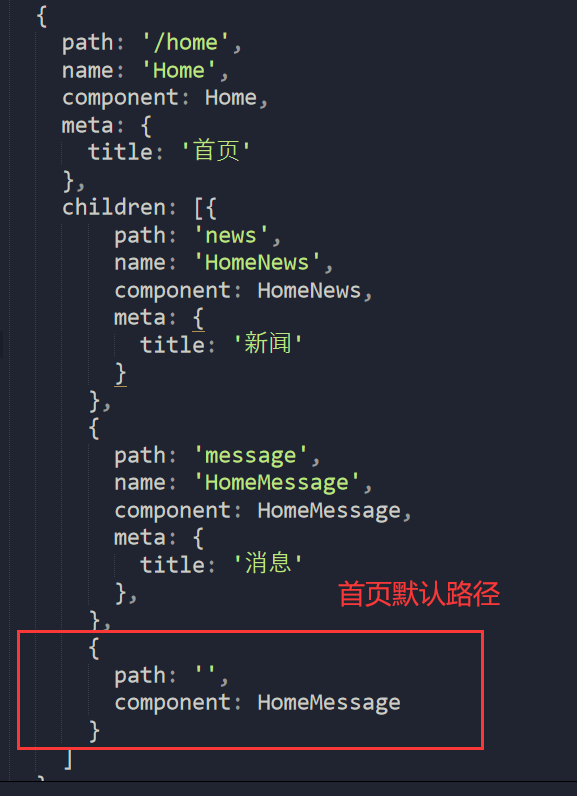 {
path: '/home',
name: 'Home',
component: Home,
meta: {
title: '首页'
},
children: [{
path: 'news',
name: 'HomeNews',
component: HomeNews,
meta: {
title: '新闻'
}
},
{
path: 'message',
name: 'HomeMessage',
component: HomeMessage,
meta: {
title: '消息'
},
首页默认路径
},
{
path: '',
component: HomeMessage
}
]